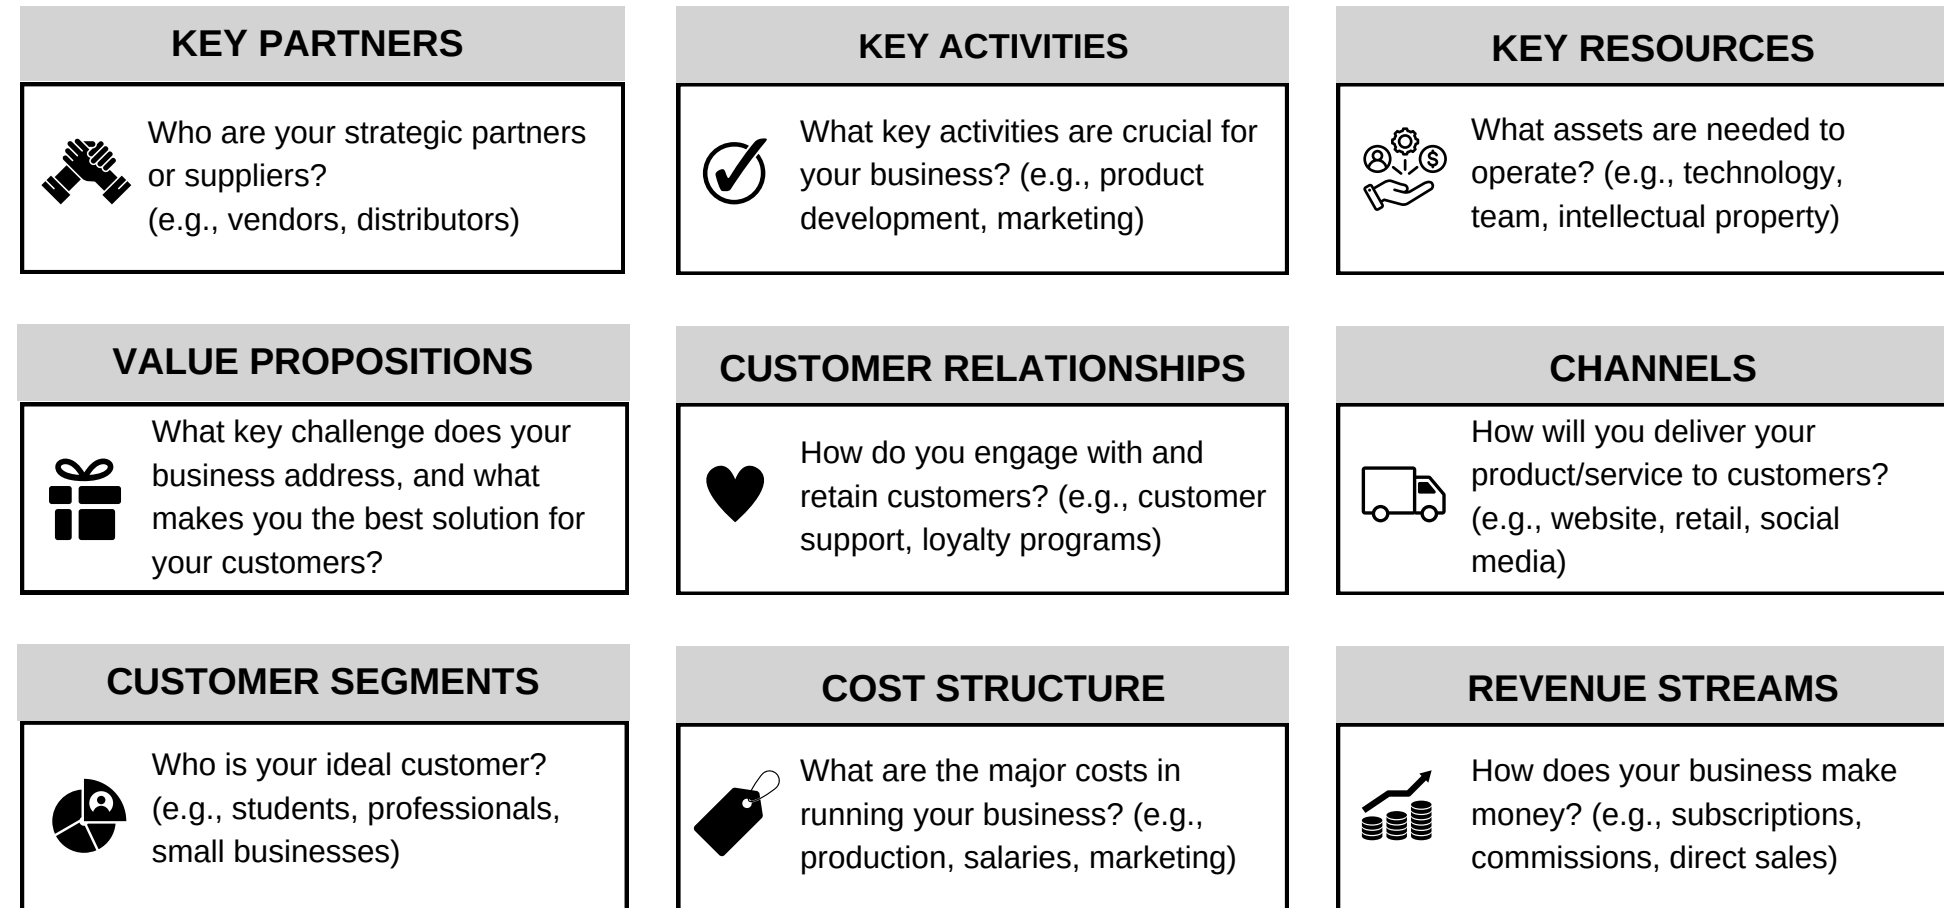 KEY PARTNERS
Who are your strategic partners
or suppliers?
(e.g., vendors, distributors)
KEY ACTIVITIES
What key activities are crucial for
your business? (e.g., product
development, marketing)
KEY RESOURCES
What assets are needed to
operate? (e.g., technology,
team, intellectual property)
$
VALUE PROPOSITIONS
What key challenge does your
business address, and what
makes you the best solution for
your customers?
CUSTOMER RELATIONSHIPS
How do you engage with and
retain customers? (e.g., customer
support, loyalty programs)
CHANNELS
How will you deliver your
product/service to customers?
(e.g., website, retail, social
media)
CUSTOMER SEGMENTS
Who is your ideal customer?
(e.g., students, professionals,
small businesses)
COST STRUCTURE
What are the major costs in
running your business? (e.g.,
production, salaries, marketing)
REVENUE STREAMS
How does your business make
money? (e.g., subscriptions,
commissions, direct sales)